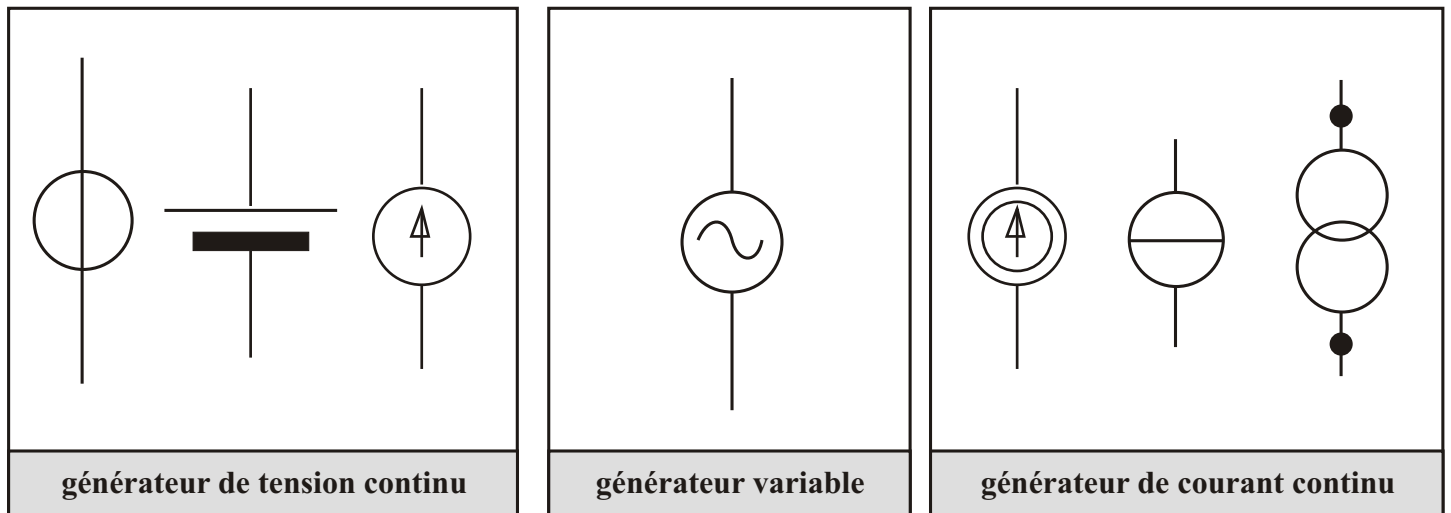 générateur de tension continu
générateur variable
générateur de courant continu